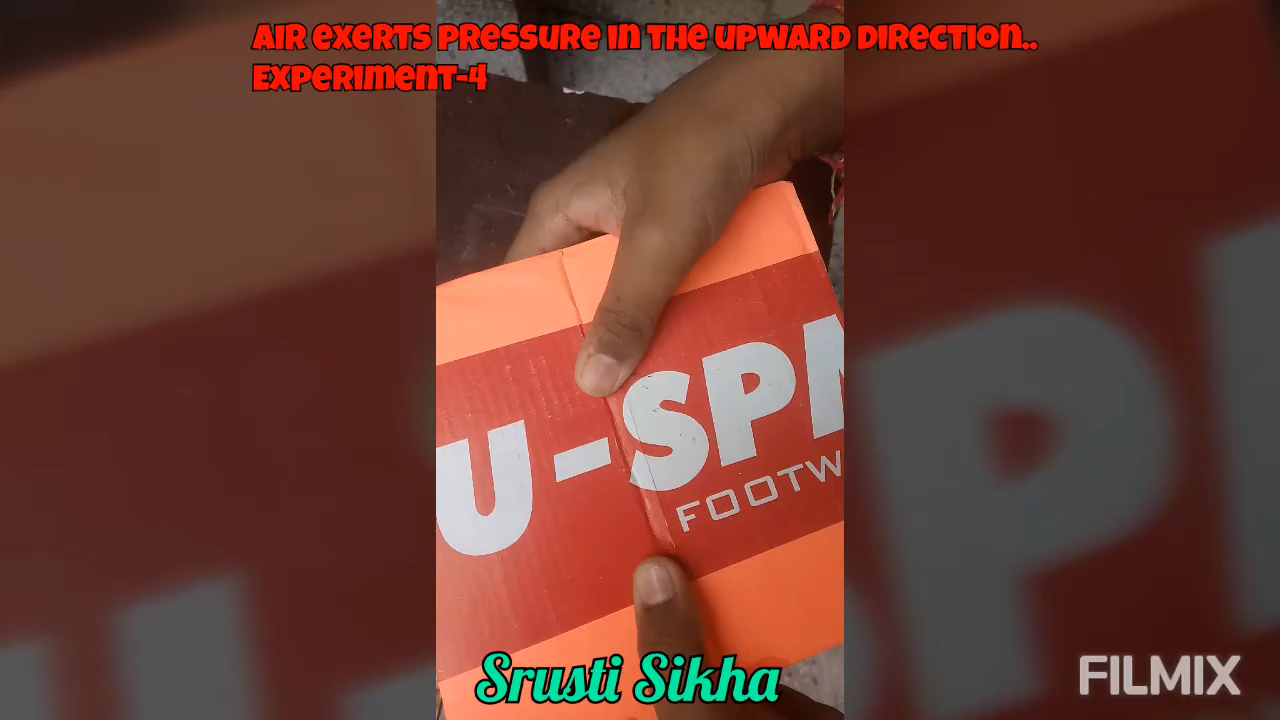 Air exerts pressure in the upward direction..
Experiment-4
U-SP
FOOTW
Srusti Sikha
FILMIX